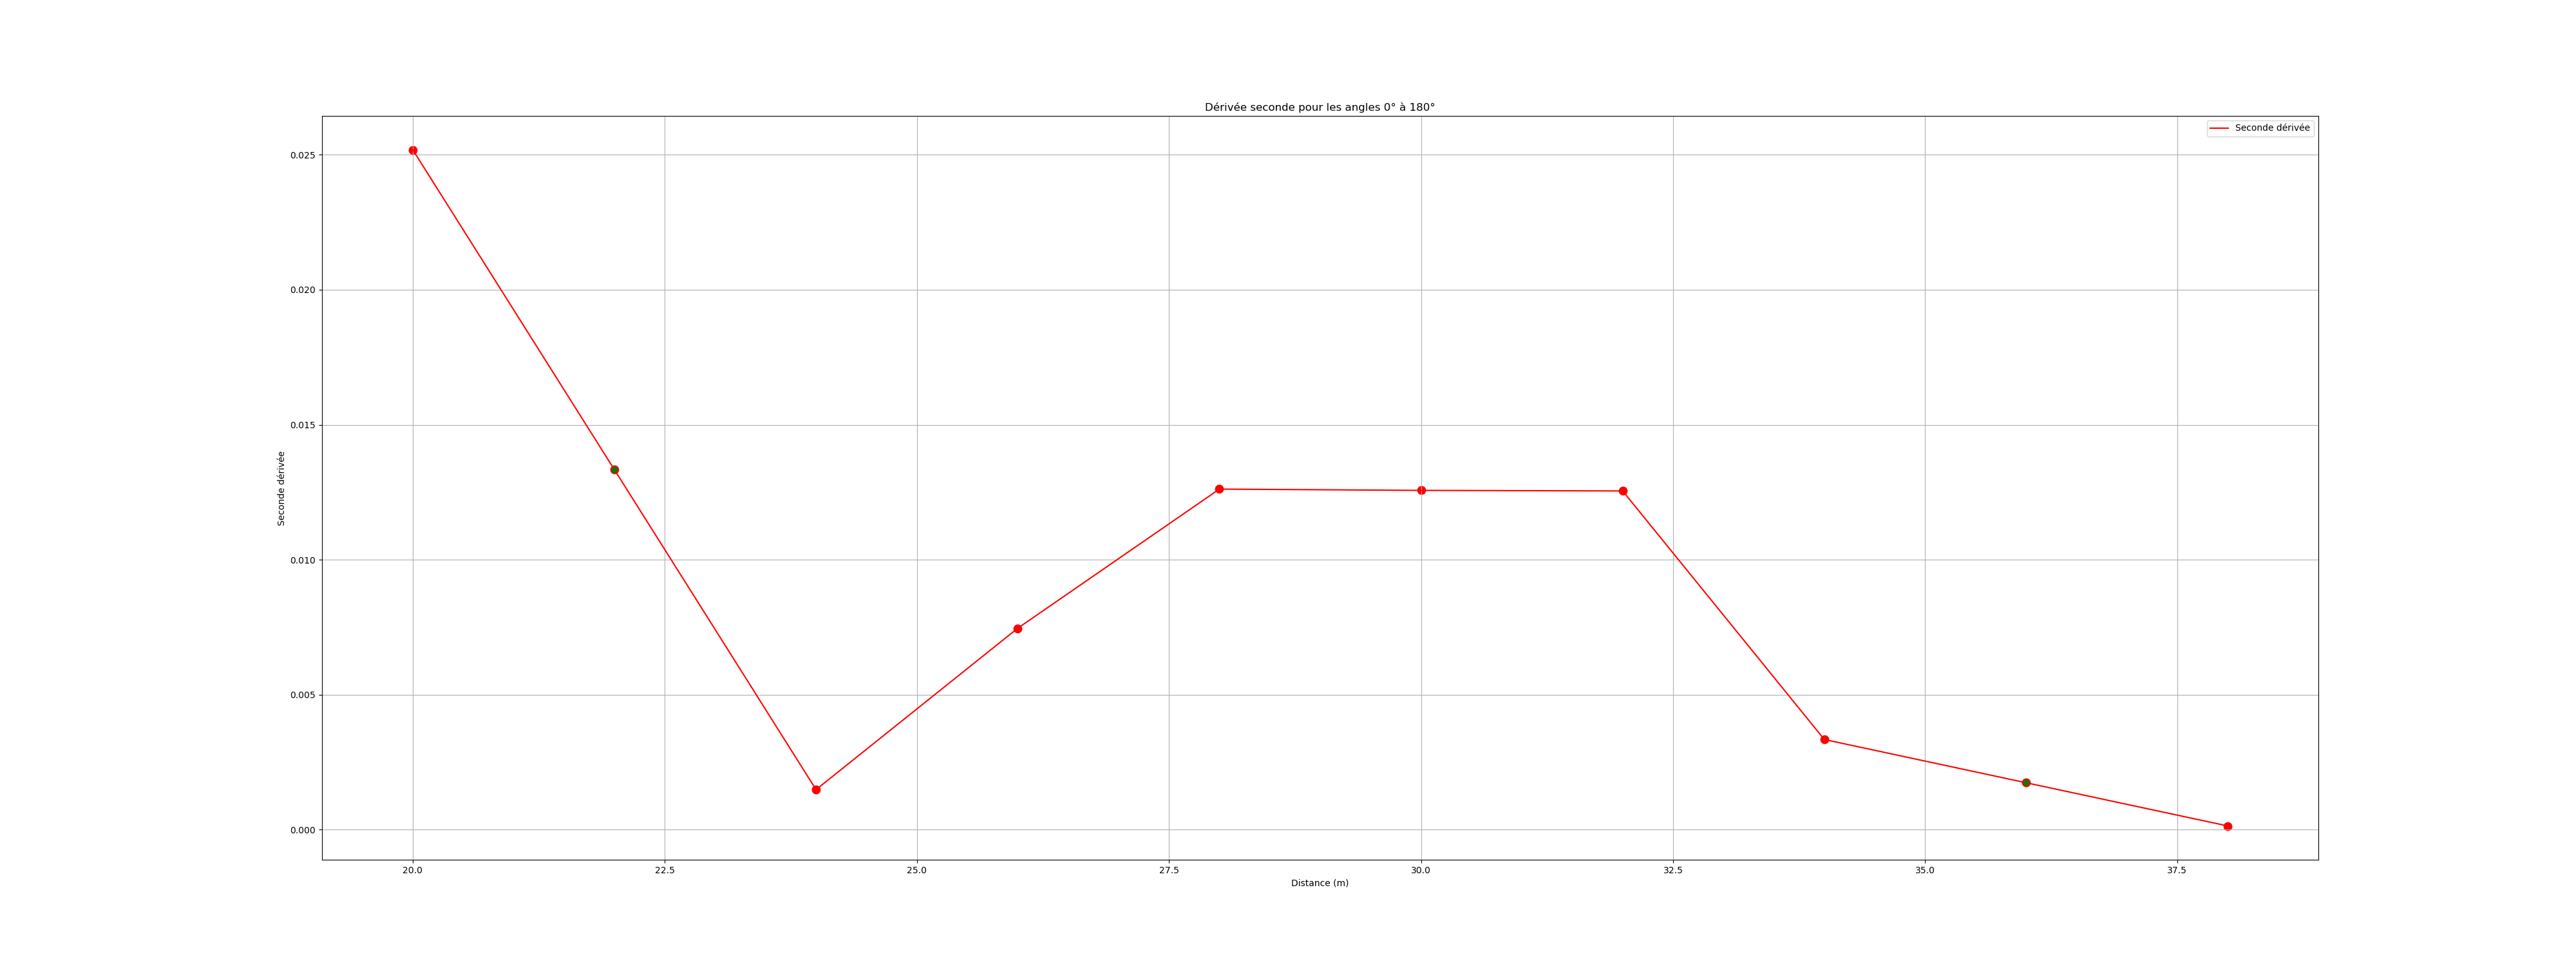 Dérivée seconde pour les angles 0° à 180°
Seconde dérivée
Seconde dérivée
0.025
0.020
0.015
0.010
0.005
0.000
20.0 22.5 25.0 27.5 30.0 32.5 35.0 37.5
Distance (m)